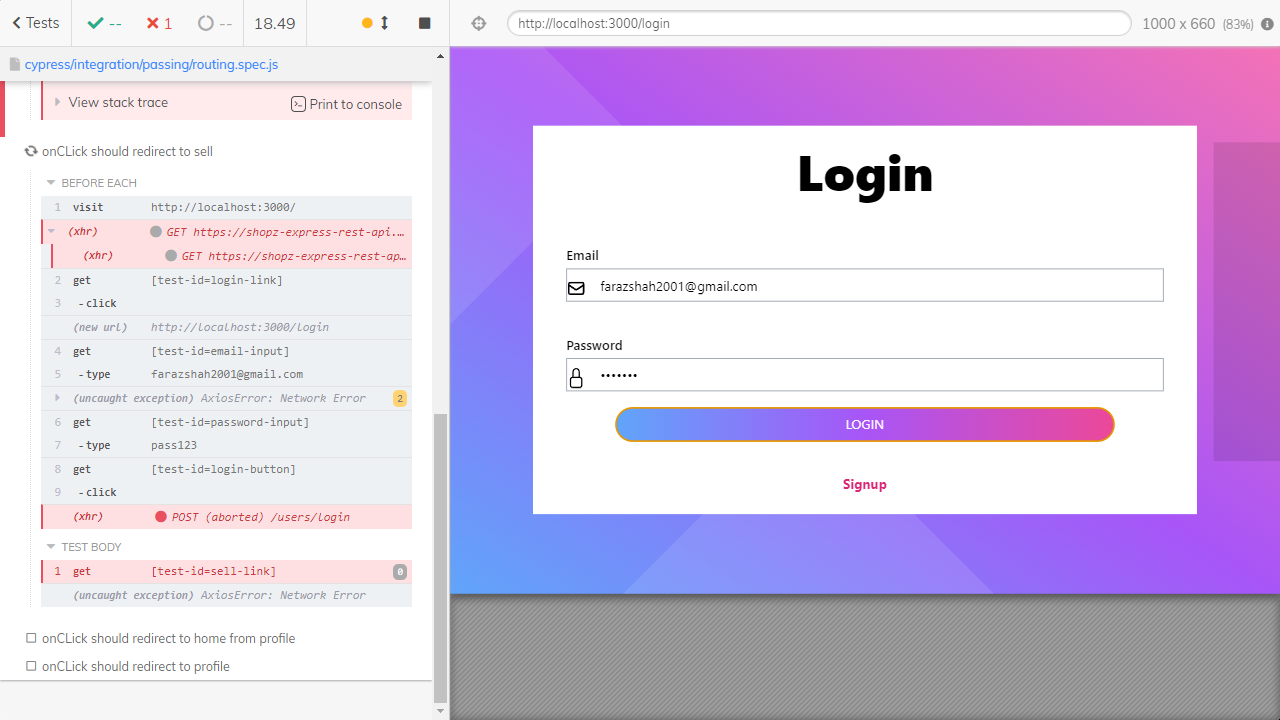 Tests -- 1 -- 18.49
http://localhost:3000/login 1000 x 660 (83%)
cypress/integration/passing/routing.spec.js
View stack trace Print to console
onCLick should redirect to sell
BEFORE EACH
1 visit http://localhost:3000/
(xhr) GET https://shopz-express-rest-api....
(xhr) GET https://shopz-express-rest-ap...
2 get [test-id=login-link]
3 -click
(new url) http://localhost:3000/login
4 get [test-id=email-input]
5 -type farazshah2001@gmail.com
(uncaught exception) AxiosError: Network Error 2
6 get [test-id=password-input]
7 -type pass123
8 get [test-id=login-button]
9 -click
(xhr) POST (aborted) /users/login
TEST BODY
1 get [test-id=sell-link] 0
(uncaught exception) AxiosError: Network Error
onCLick should redirect to home from profile
onCLick should redirect to profile
Login
Email
farazshah2001@gmail.com
Password
•••••••
LOGIN
Signup